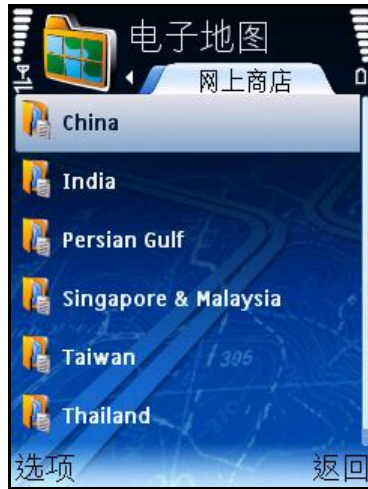 电子地图
网上商店
China
India
Persian Gulf
Singapore & Malaysia
395
Taiwan
Thailand
选项 返回